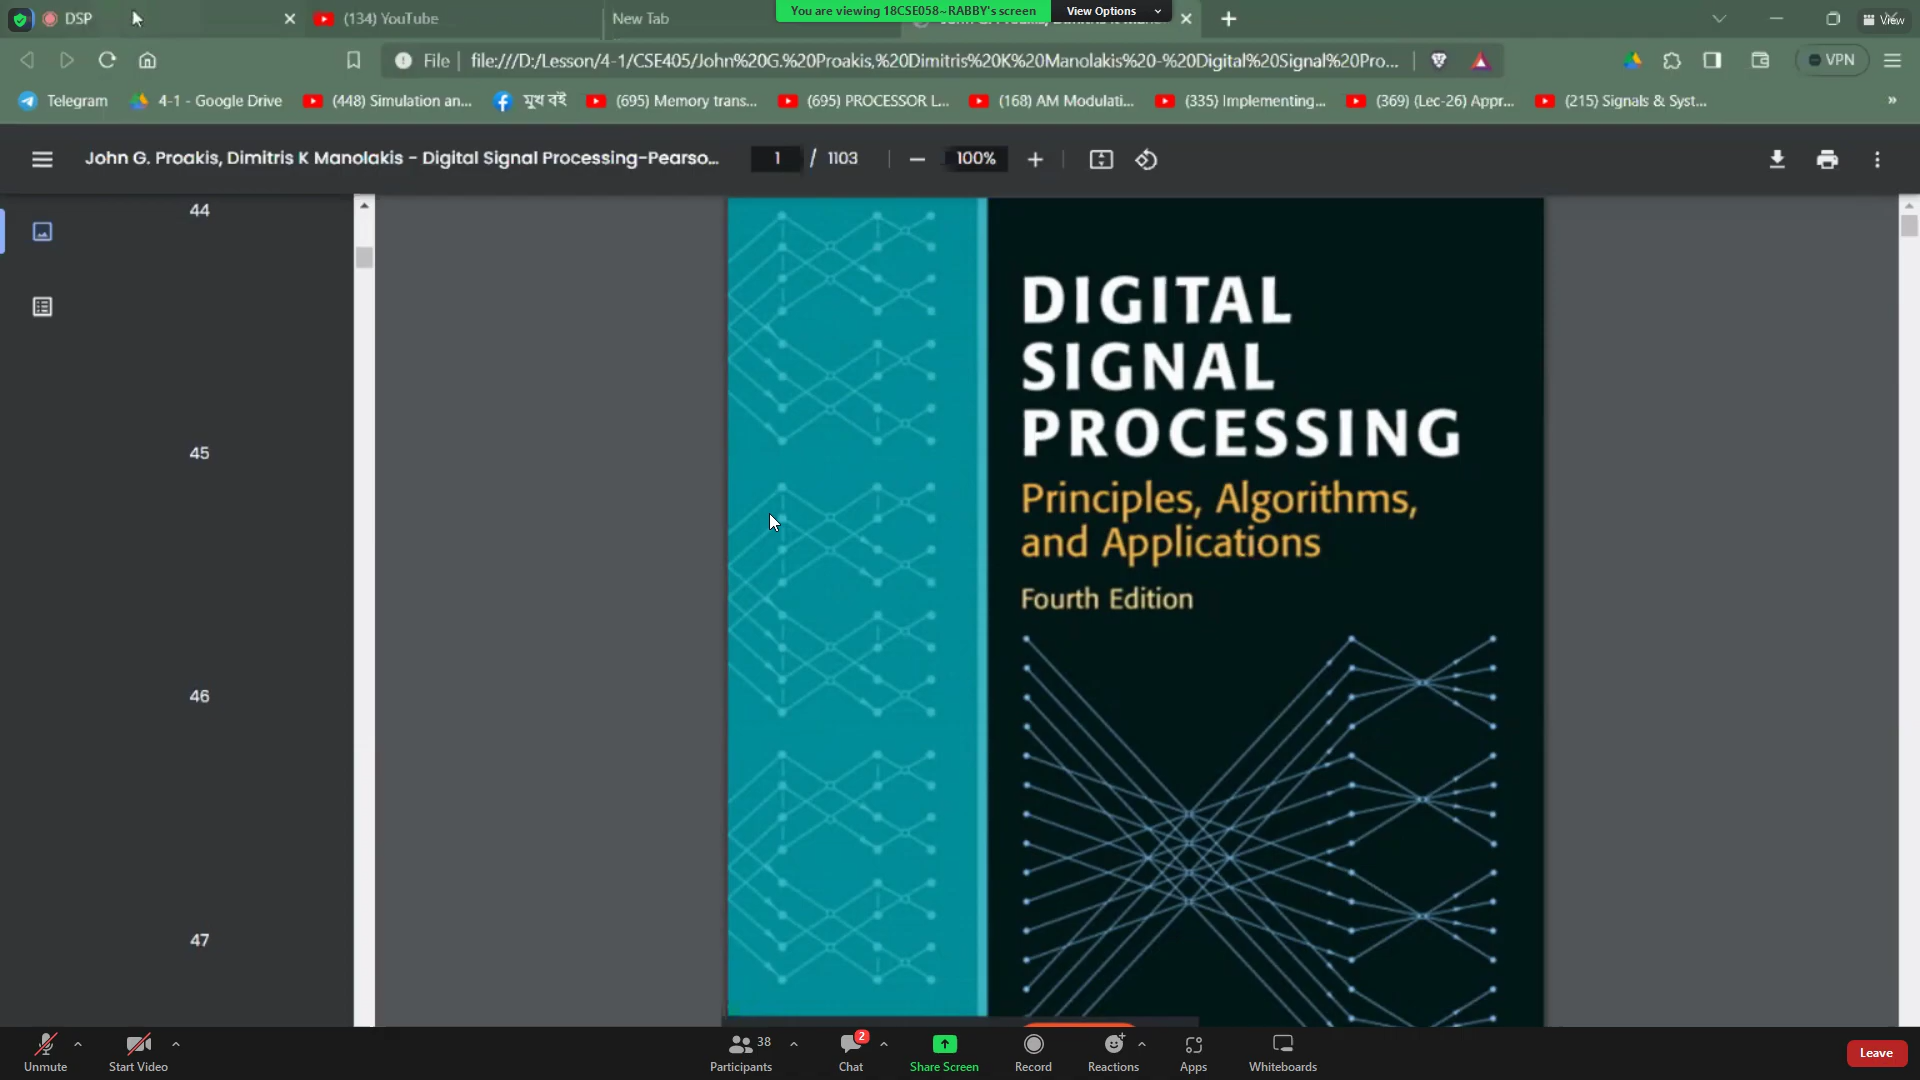 DSP
(134) YouTube
New Tab
You are viewing 18CSE058~RABBY's screen
View Options
View
File
file:///D:/Lesson/4-1/CSE405/John%20G.%20Proakis,%20Dimitris%20K%20Manolakis%20-%20Digital%20Signal%20Pro...
VPN
Telegram
4-1 - Google Drive
(448) Simulation an...
মুখ বই
(695) Memory trans...
(695) PROCESSOR L...
(168) AM Modulati...
(335) Implementing...
(369) (Lec-26) Appr...
(215) Signals & Syst...
»
John G. Proakis, Dimitris K Manolakis - Digital Signal Processing-Pearso...
1 / 1103
100%
44
45
46
47
DIGITAL
SIGNAL
PROCESSING
Principles, Algorithms,
and Applications
Fourth Edition
Unmute
Start Video
38
Participants
2
Chat
Share Screen
Record
Reactions
Apps
Whiteboards
Leave